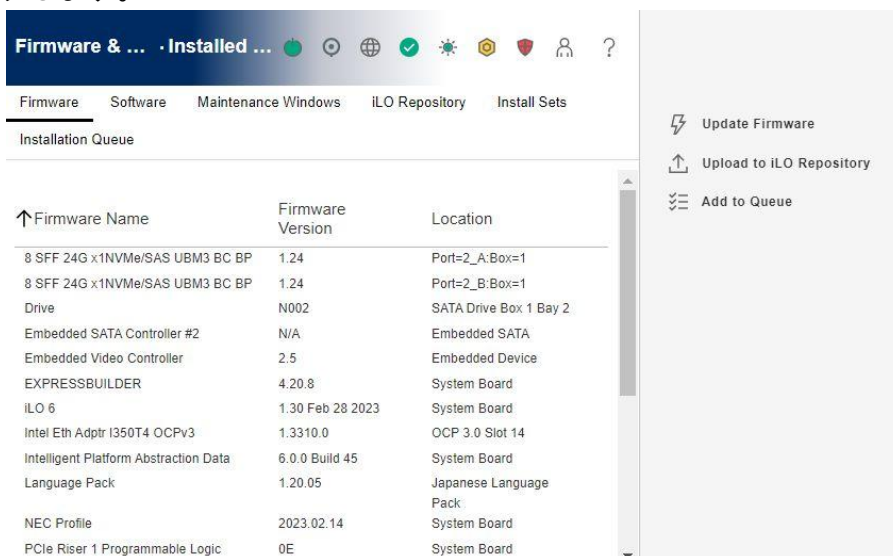 Firmware & ... · Installed ... ?
Firmware Software Maintenance Windows iLO Repository Install Sets
Installation Queue
Update Firmware
Upload to iLO Repository
Add to Queue
Firmware Name Firmware Version Location
8 SFF 24G x1NVMe/SAS UBM3 BC BP 1.24 Port=2_A:Box=1
8 SFF 24G x1NVMe/SAS UBM3 BC BP 1.24 Port=2_B:Box=1
Drive N002 SATA Drive Box 1 Bay 2
Embedded SATA Controller #2 N/A Embedded SATA
Embedded Video Controller 2.5 Embedded Device
EXPRESSBUILDER 4.20.8 System Board
iLO 6 1.30 Feb 28 2023 System Board
Intel Eth Adptr I350T4 OCPv3 1.3310.0 OCP 3.0 Slot 14
Intelligent Platform Abstraction Data 6.0.0 Build 45 System Board
Language Pack 1.20.05 Japanese Language
Pack
NEC Profile 2023.02.14 System Board
PCIe Riser 1 Programmable Logic 0E System Board